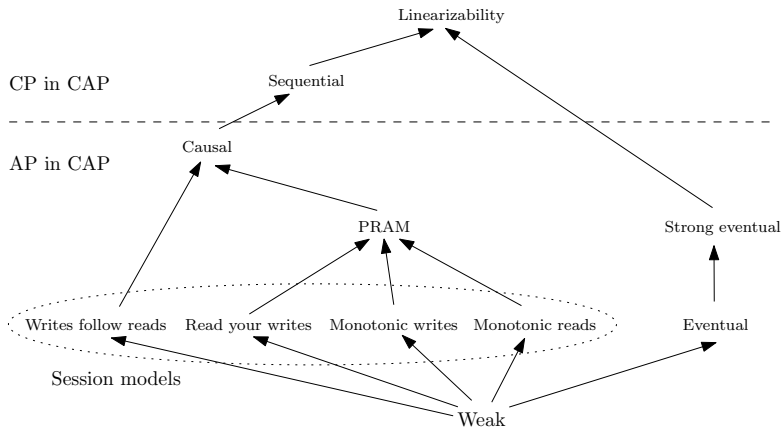 Linearizability
Sequential
CP in CAP
Causal
AP in CAP
PRAM
Strong eventual
Writes follow reads
Read your writes
Monotonic writes
Monotonic reads
Eventual
Session models
Weak